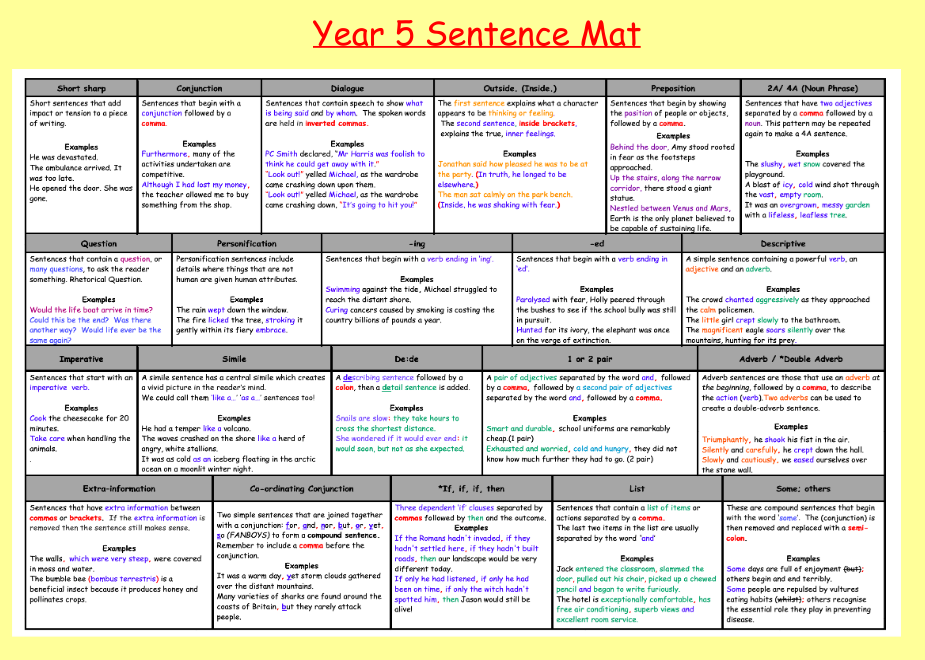 Year 5 Sentence Mat
Short sharp
Short sentences that add
impact or tension to a piece
of writing.
Examples
He was devastated.
The ambulance arrived. It
was too late.
He opened the door. She was
gone.
Conjunction
Sentences that begin with a
conjunction followed by a
comma.
Examples
Furthermore, many of the
activities undertaken are
competitive.
Although I had lost my money,
the teacher allowed me to buy
something from the shop.
Dialogue
Sentences that contain speech to show what
is being said and by whom. The spoken words
are held in inverted commas.
Examples
PC Smith declared, "Mr Harris was foolish to
think he could get away with it."
"Look out!" yelled Michael, as the wardrobe
came crashing down upon them.
"Look out!" yelled Michael, as the wardrobe
came crashing down, "It's going to hit you!"
Outside. (Inside.)
The first sentence explains what a character
appears to be thinking or feeling.
The second sentence, inside brackets,
explains the true, inner feelings.
Examples
Jonathan said how pleased he was to be at
the party. (In truth, he longed to be
elsewhere.)
The man sat calmly on the park bench.
(Inside, he was shaking with fear.)
Preposition
Sentences that begin by showing
the position of people or objects,
followed by a comma.
Examples
Behind the door, Amy stood rooted
in fear as the footsteps
approached.
Up the stairs, along the narrow
corridor, there stood a giant
statue.
Nestled between Venus and Mars,
Earth is the only planet believed to
be capable of sustaining life.
2A/ 4A (Noun Phrase)
Sentences that have two adjectives
separated by a comma followed by a
noun. This pattern may be repeated
again to make a 4A sentence.
Examples
The slushy, wet snow covered the
playground.
A blast of icy, cold wind shot through
the vast, empty room.
It was an overgrown, messy garden
with a lifeless, leafless tree.
Question
Sentences that contain a question, or
many questions, to ask the reader
something. Rhetorical Question.
Examples
Would the life boat arrive in time?
Could this be the end? Was there
another way? Would life ever be the
same again?
Personification
Personification sentences include
details where things that are not
human are given human attributes.
Examples
The rain wept down the window.
The fire licked the tree, stroking it
gently within its fiery embrace.
-ing
Sentences that begin with a verb ending in 'ing'.
Examples
Swimming against the tide, Michael struggled to
reach the distant shore.
Curing cancers caused by smoking is costing the
country billions of pounds a year.
-ed
Sentences that begin with a verb ending in
'ed'.
Examples
Paralysed with fear, Holly peered through
the bushes to see if the school bully was still
in pursuit.
Hunted for its ivory, the elephant was once
on the verge of extinction.
Descriptive
A simple sentence containing a powerful verb, an
adjective and an adverb.
Examples
The crowd chanted aggressively as they approached
the calm policemen.
The little girl crept slowly to the bathroom.
The magnificent eagle soars silently over the
mountains, hunting for its prey.
Imperative
Sentences that start with an
imperative verb.
Examples
Cook the cheesecake for 20
minutes.
Take care when handling the
animals.
.
Simile
A simile sentence has a central simile which creates
a vivid picture in the reader's mind.
We could call them 'like a…' 'as a…' sentences too!
Examples
He had a temper like a volcano.
The waves crashed on the shore like a herd of
angry, white stallions.
It was as cold as an iceberg floating in the arctic
ocean on a moonlit winter night.
De:de
A describing sentence followed by a
colon, then a detail sentence is added.
Examples
Snails are slow: they take hours to
cross the shortest distance.
She wondered if it would ever end: it
would soon, but not as she expected.
1 or 2 pair
A pair of adjectives separated by the word and, followed
by a comma, followed by a second pair of adjectives
separated by the word and, followed by a comma.
Examples
Smart and durable, school uniforms are remarkably
cheap.(1 pair)
Exhausted and worried, cold and hungry, they did not
know how much further they had to go. (2 pair)
Adverb / *Double Adverb
Adverb sentences are those that use an adverb at
the beginning, followed by a comma, to describe
the action (verb).Two adverbs can be used to
create a double-adverb sentence.
Examples
Triumphantly, he shook his fist in the air.
Silently and carefully, he crept down the hall.
Slowly and cautiously, we eased ourselves over
the stone wall.
Extra-information
Sentences that have extra information between
commas or brackets. If the extra information is
removed then the sentence still makes sense.
Examples
The walls, which were very steep, were covered
in moss and water.
The bumble bee (bombus terrestris) is a
beneficial insect because it produces honey and
pollinates crops.
Co-ordinating Conjunction
Two simple sentences that are joined together
with a conjunction: for, and, nor, but, or, yet,
so (FANBOYS) to form a compound sentence.
Remember to include a comma before the
conjunction.
Examples
It was a warm day, yet storm clouds gathered
over the distant mountains.
Many varieties of sharks are found around the
coasts of Britain, but they rarely attack
people.
*If, if, if, then
Three dependent 'if' clauses separated by
commas followed by then and the outcome.
Examples
If the Romans hadn't invaded, if they
hadn't settled here, if they hadn't built
roads, then our landscape would be very
different today.
If only he had listened, if only he had
been on time, if only the witch hadn't
spotted him, then Jason would still be
alive!
List
Sentences that contain a list of items or
actions separated by a comma.
The last two items in the list are usually
separated by the word 'and'
Examples
Jack entered the classroom, slammed the
door, pulled out his chair, picked up a chewed
pencil and began to write furiously.
The hotel is exceptionally comfortable, has
free air conditioning, superb views and
excellent room service.
Some; others
These are compound sentences that begin
with the word 'some'. The (conjunction) is
then removed and replaced with a semi-
colon.
Examples
Some days are full of enjoyment (but);
others begin and end terribly.
Some people are repulsed by vultures
eating habits (whilst); others recognise
the essential role they play in preventing
disease.